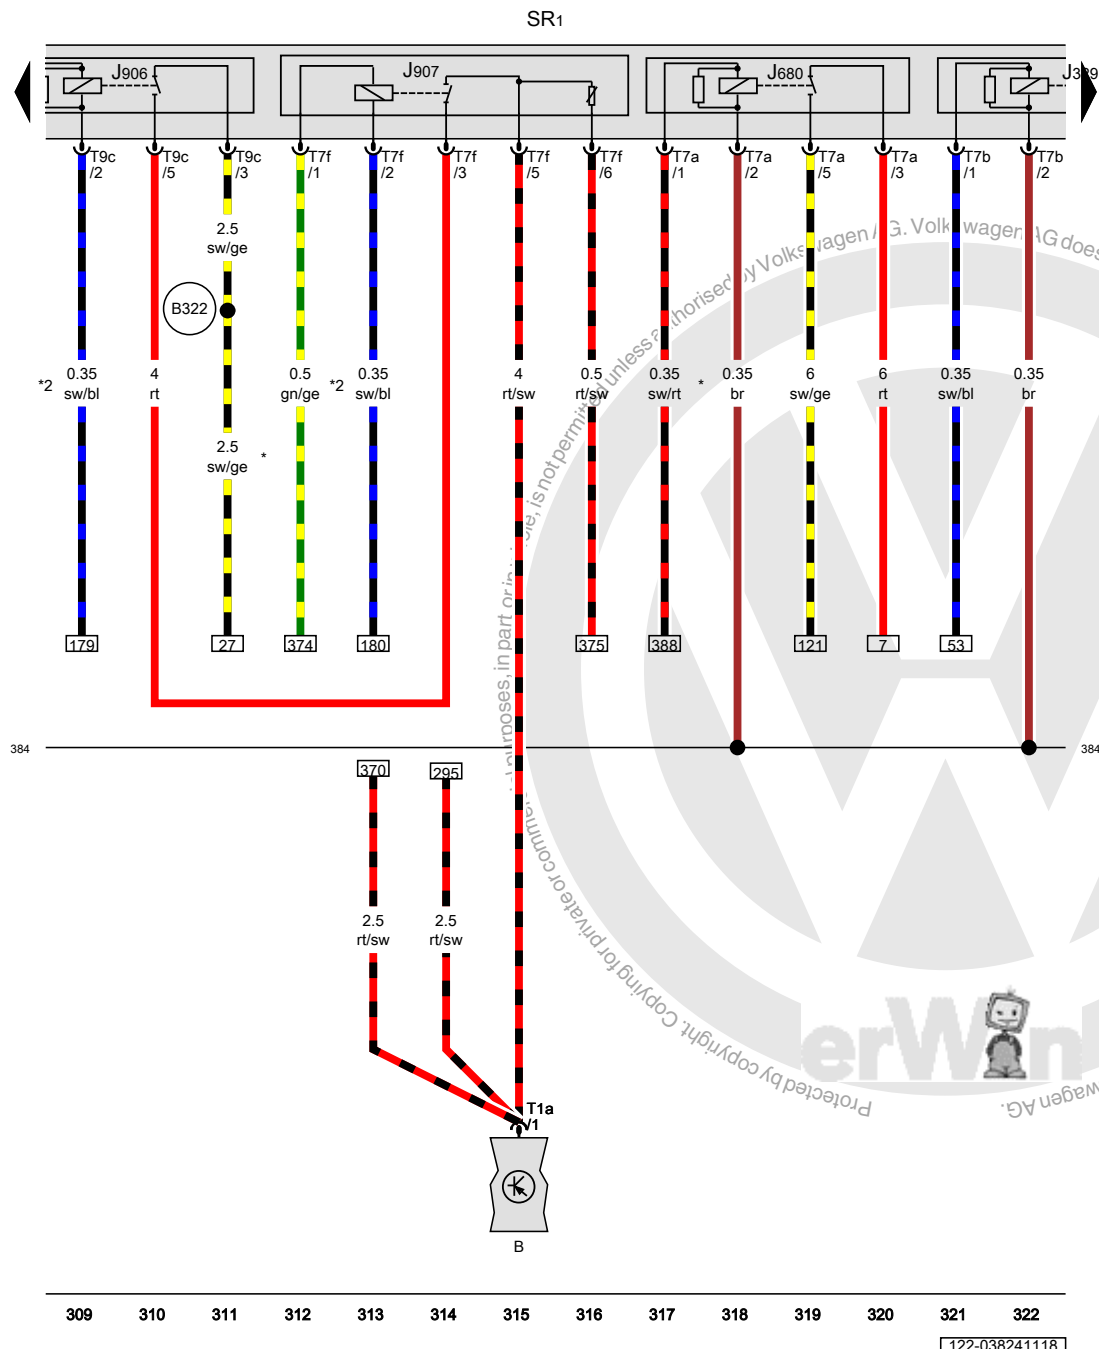 SR1
J906
J907
J680
J329
T9c
/2
T9c
/5
T9c
/3
T7f
/1
T7f
/2
T7f
/3
T7f
/5
T7f
/6
T7a
/1
T7a
/2
T7a
/5
T7a
/3
T7b
/1
T7b
/2
2.5
sw/ge
B322
*2
0.35
sw/bl
4
rt
0.5
gn/ge
*2
0.35
sw/bl
4
rt/sw
0.5
rt/sw
0.35
sw/rt
*
0.35
br
6
sw/ge
6
rt
0.35
sw/bl
0.35
br
2.5
sw/ge
*
179
27
374
180
375
388
121
7
53
384
384
370
295
2.5
rt/sw
2.5
rt/sw
T1a
/1
B
309 310 311 312 313 314 315 316 317 318 319 320 321 322
122-038241118
is not permitted unless authorised by Volkswagen AG. Volkswagen AG does
purposes, in part or in
Protected by copyright. Copying for private or
wagen AG.
erWin